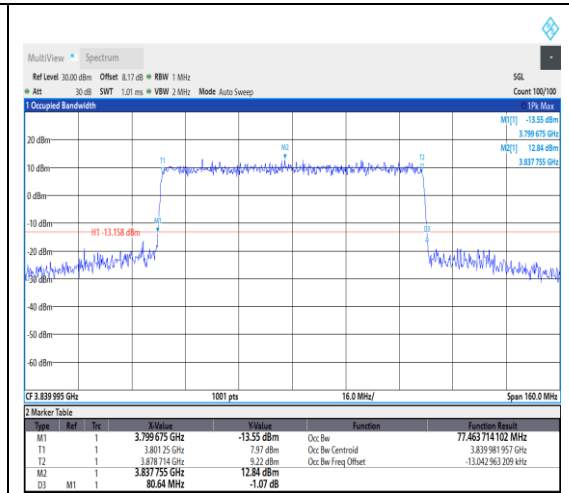 MultiView * Spectrum
Ref Level 30.00 dBm Offset 8.17 dB RBW 1 MHz SGL
Att 30 dB SWT 1.01 ms VBW 2 MHz Mode Auto Sweep Count 100/100
1 Occupied Bandwidth 1Pk Max
M1[1] -13.55 dBm
3.799 675 GHz
M2[1] 12.84 dBm
3.837 755 GHz
20 dBm
M2
T1
T2
10 dBm
0 dBm
-10 dBm
M1
H1 -13.158 dBm
D3
-20 dBm
-30 dBm
-40 dBm
-50 dBm
-60 dBm
CF 3.839 995 GHz 1001 pts 16.0 MHz/ Span 160.0 MHz
2 Marker Table
Type Ref Trc X-Value Y-Value Function Function Result
M1 1 3.799 675 GHz -13.55 dBm Occ Bw 77.463 714 102 MHz
T1 1 3.801 25 GHz 7.97 dBm Occ Bw Centroid 3.839 981 957 GHz
T2 1 3.878 714 GHz 9.22 dBm Occ Bw Freq Offset -13.042 963 209 kHz
M2 1 3.837 755 GHz 12.84 dBm
D3 M1 1 80.64 MHz -1.07 dB